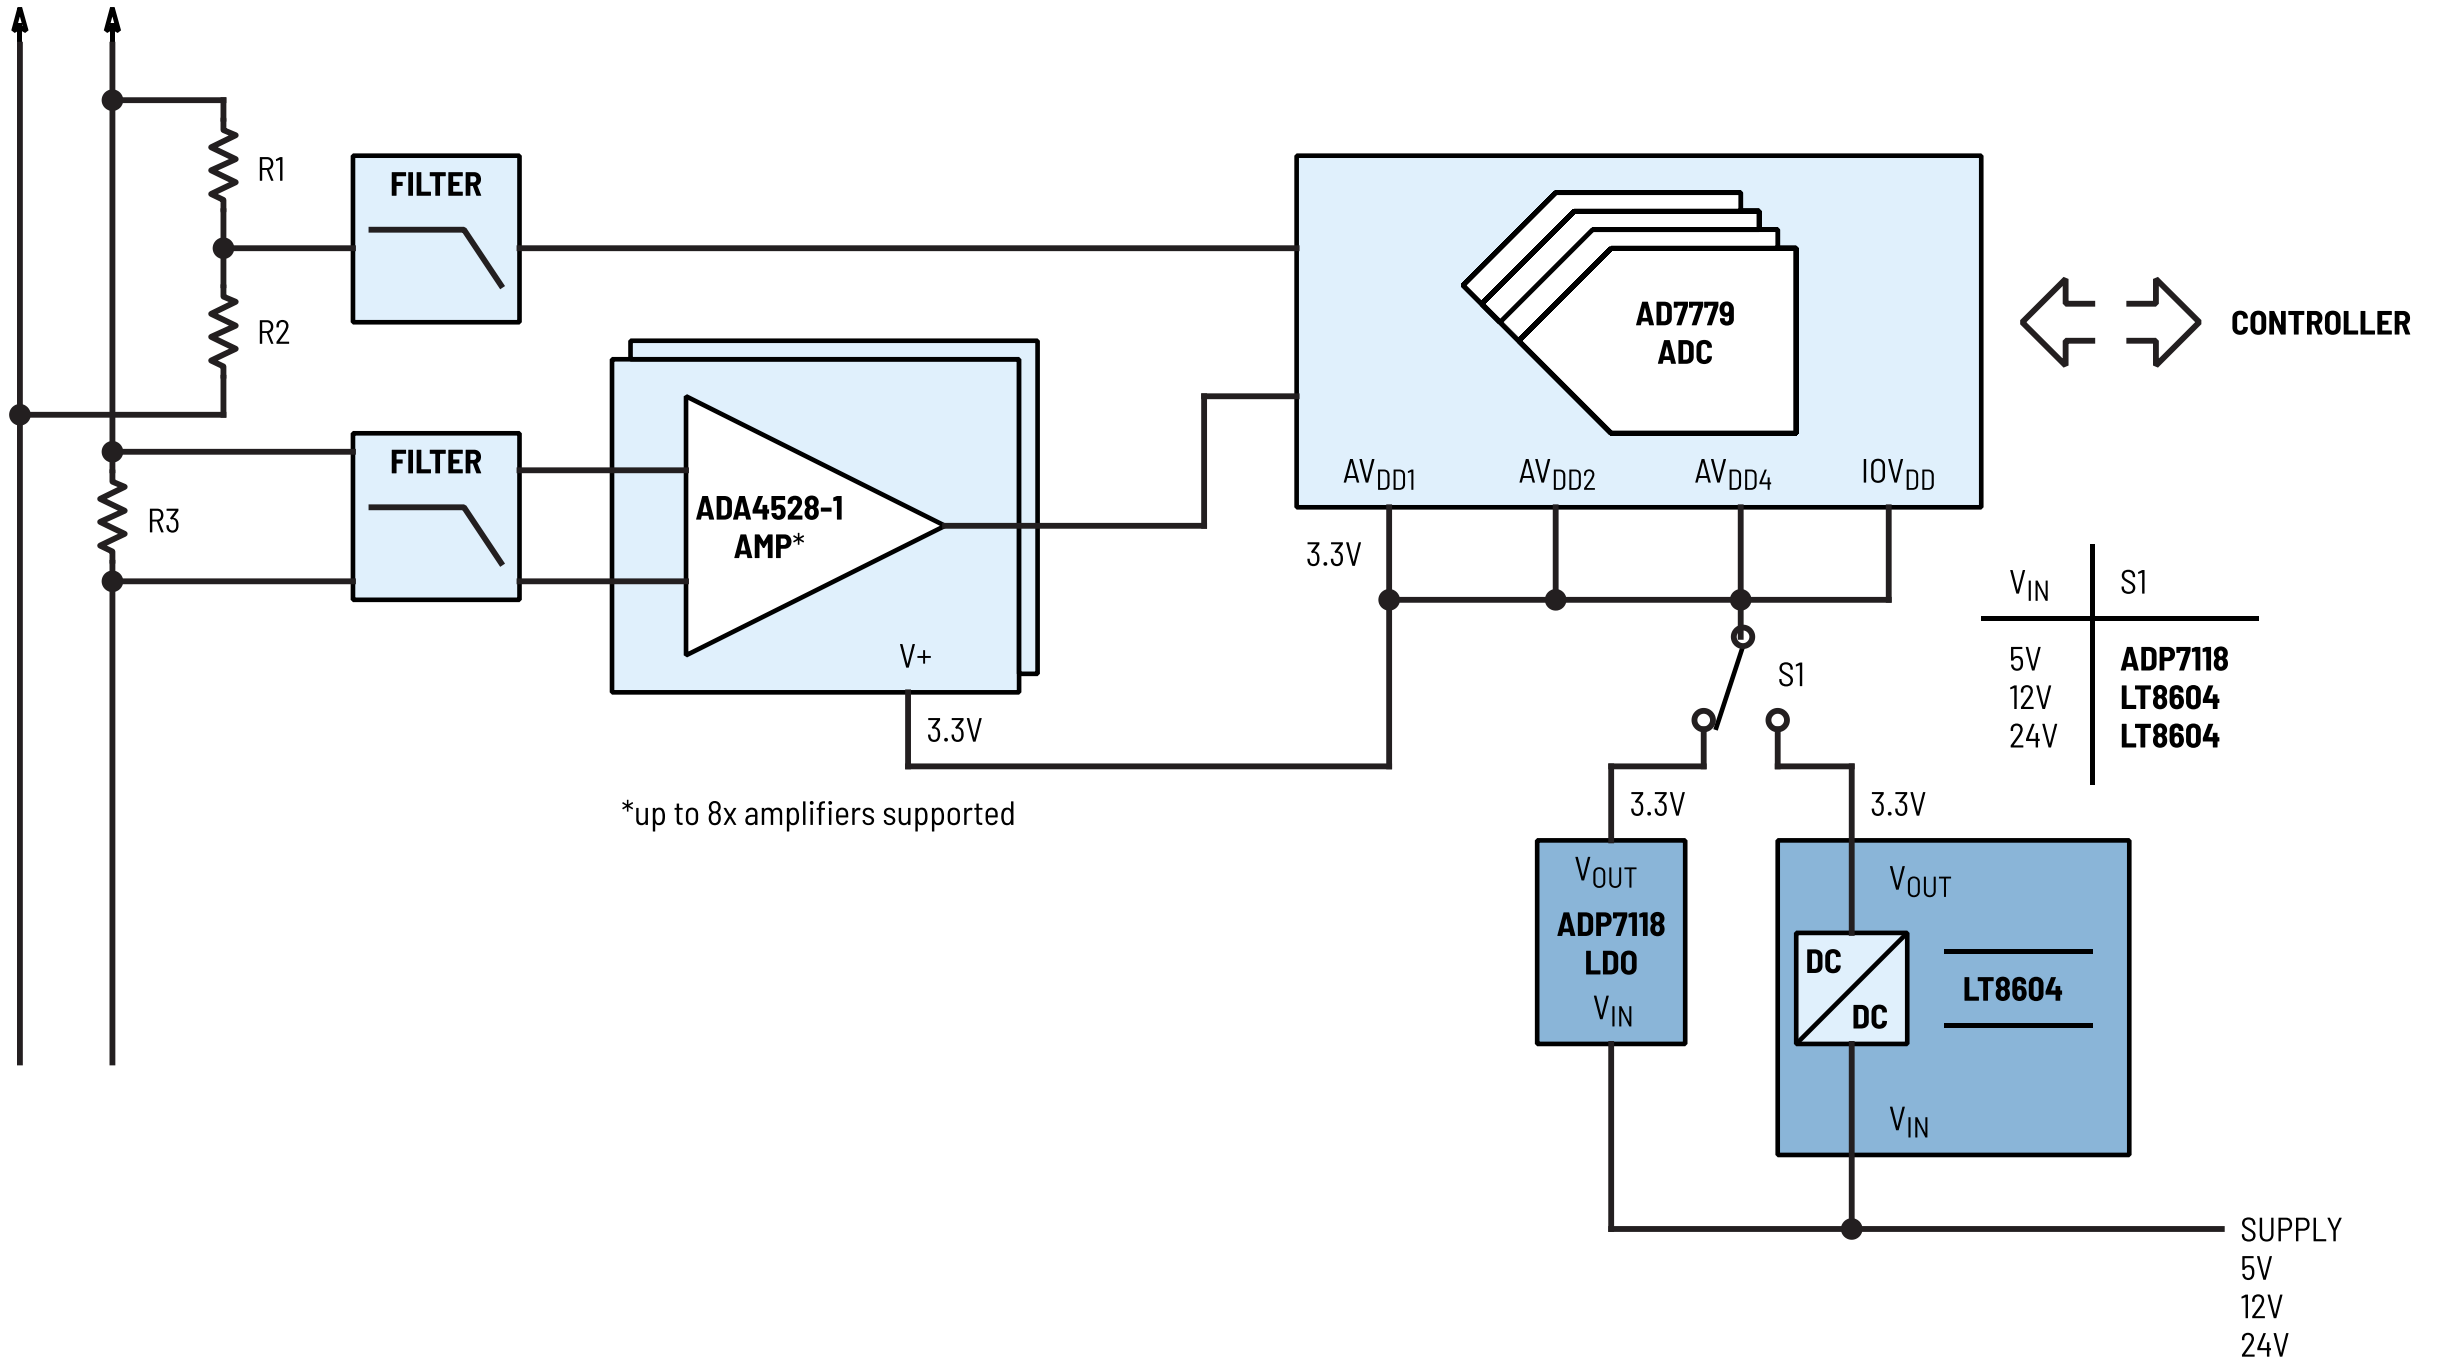 R1
R2
R3
FILTER
FILTER
ADA4528-1
AMP*
V+
3.3V
*up to 8x amplifiers supported
AD7779
ADC
AVDD1 AVDD2 AVDD4 IOVDD
3.3V
CONTROLLER
VIN S1
5V ADP7118
12V LT8604
24V LT8604
S1
3.3V
3.3V
VOUT
ADP7118
LDO
VIN
VOUT
DC
DC
LT8604
VIN
SUPPLY
5V
12V
24V